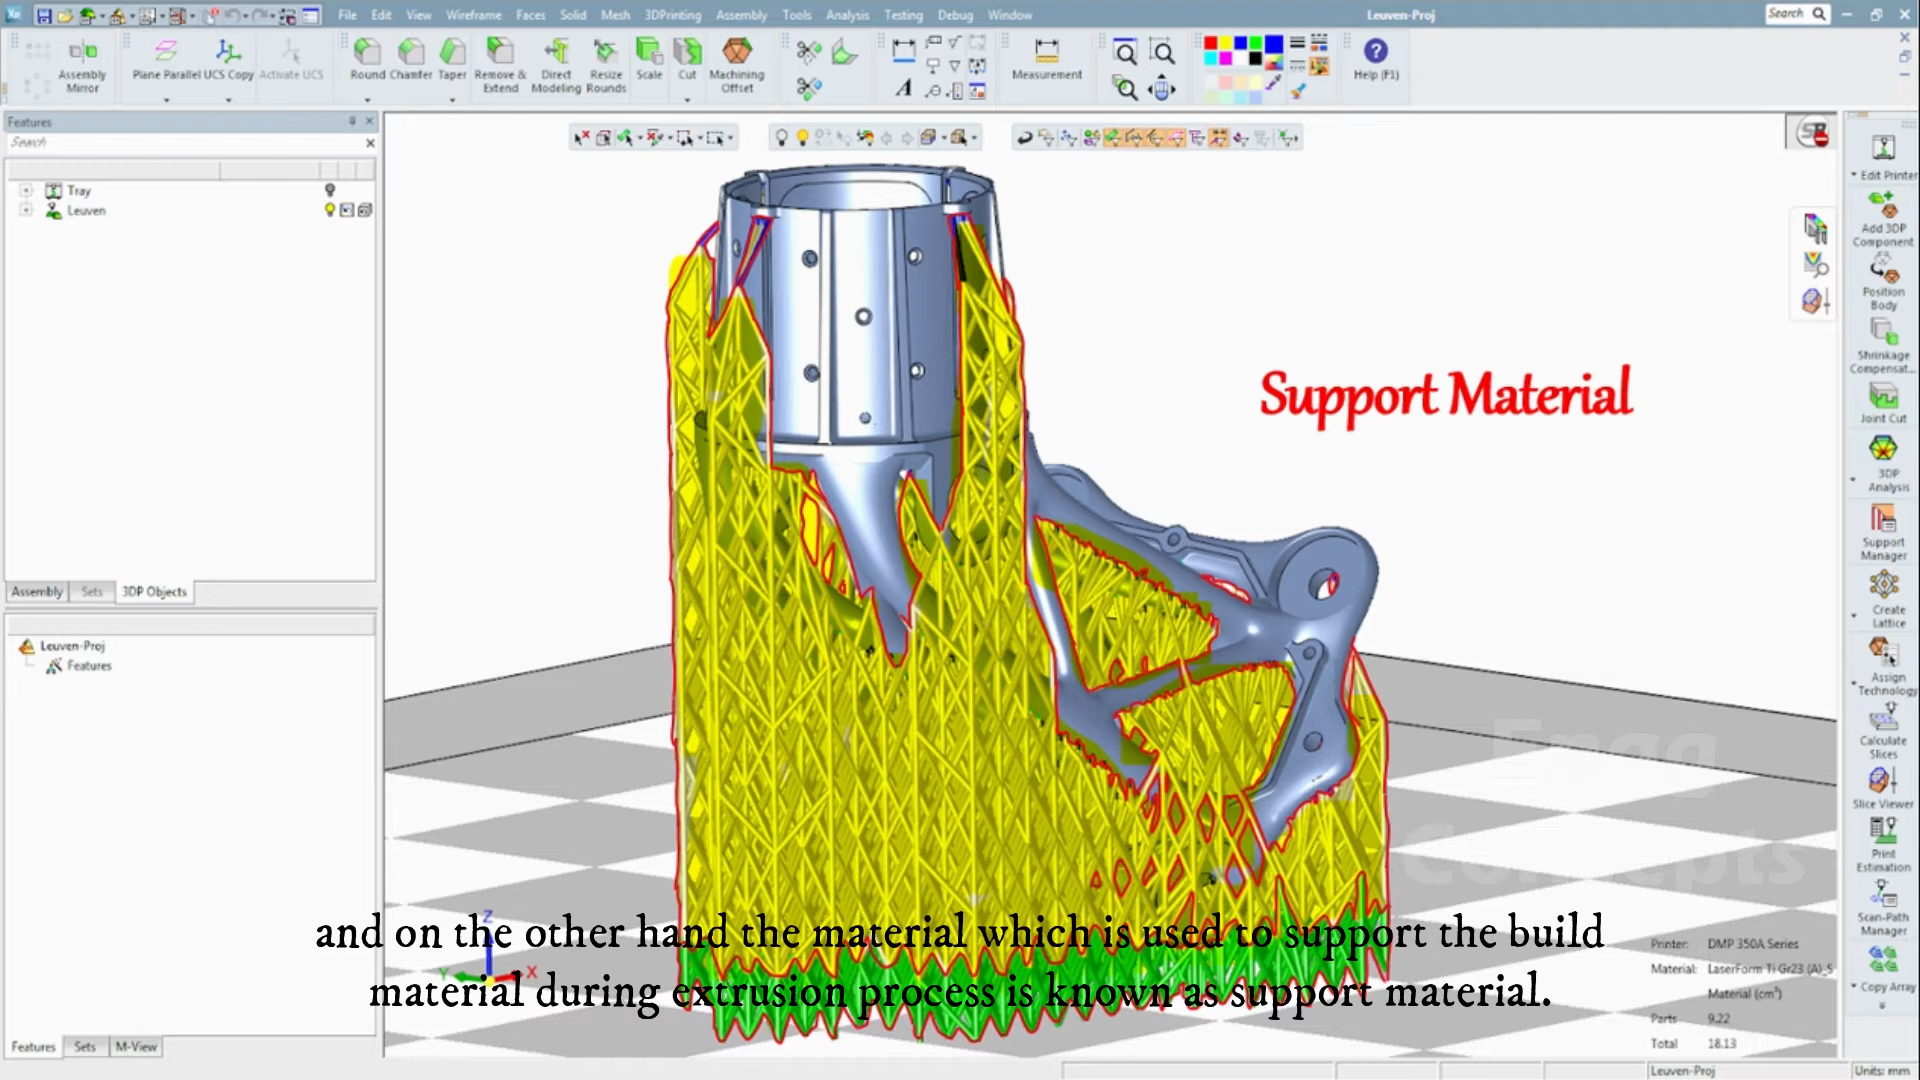 File Edit View Wireframe Faces Solid Mesh 3DPrinting Assembly Tools Analysis Testing Debug Window
Leuven-Proj
Search
Assembly Mirror
Plane Parallel UCS Copy Activate UCS
Round Chamfer Taper Remove & Extend Direct Modeling Resize Rounds Scale Cut Machining Offset
Measurement
Help (F1)
Features
Search
Tray
Leuven
Assembly Sets 3DP Objects
Leuven-Proj
Features
Features Sets M-View
Support Material
Edit Printer
Add 3DP
Component
Position
Body
Shrinkage
Compensat...
Joint Cut
3DP
Analysis
Support
Manager
Create
Lattice
Assign
Technology
Calculate
Slices
Slice Viewer
Print
Estimation
Scan-Path
Manager
Copy Array
Engg
Concepts
Z
Y X
and on the other hand the material which is used to support the build
material during extrusion process is known as support material.
Printer: DMP 350A Series
Material: LaserForm Ti Gr23 (A)_S
Material (cm³)
Parts 9.22
Total 18.13
Leuven-Proj
Units: mm